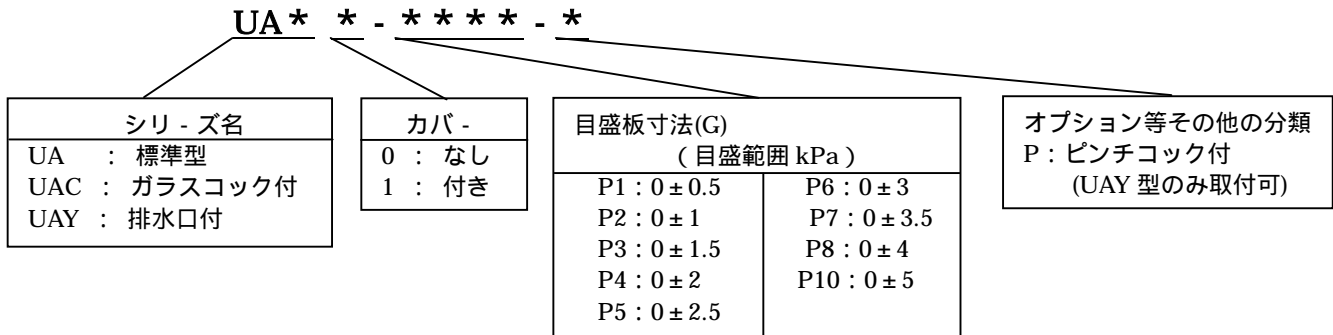 UA* * - * * * * - *
シリ - ズ名
UA : 標準型
UAC : ガラスコック付
UAY : 排水口付
カバ -
0 : なし
1 : 付き
目盛板寸法(G)
(目盛範囲 kPa)
P1:0±0.5
P2:0±1
P3:0±1.5
P4:0±2
P5:0±2.5
P6:0±3
P7:0±3.5
P8:0±4
P10:0±5
オプション等その他の分類
P:ピンチコック付
(UAY 型のみ取付可)